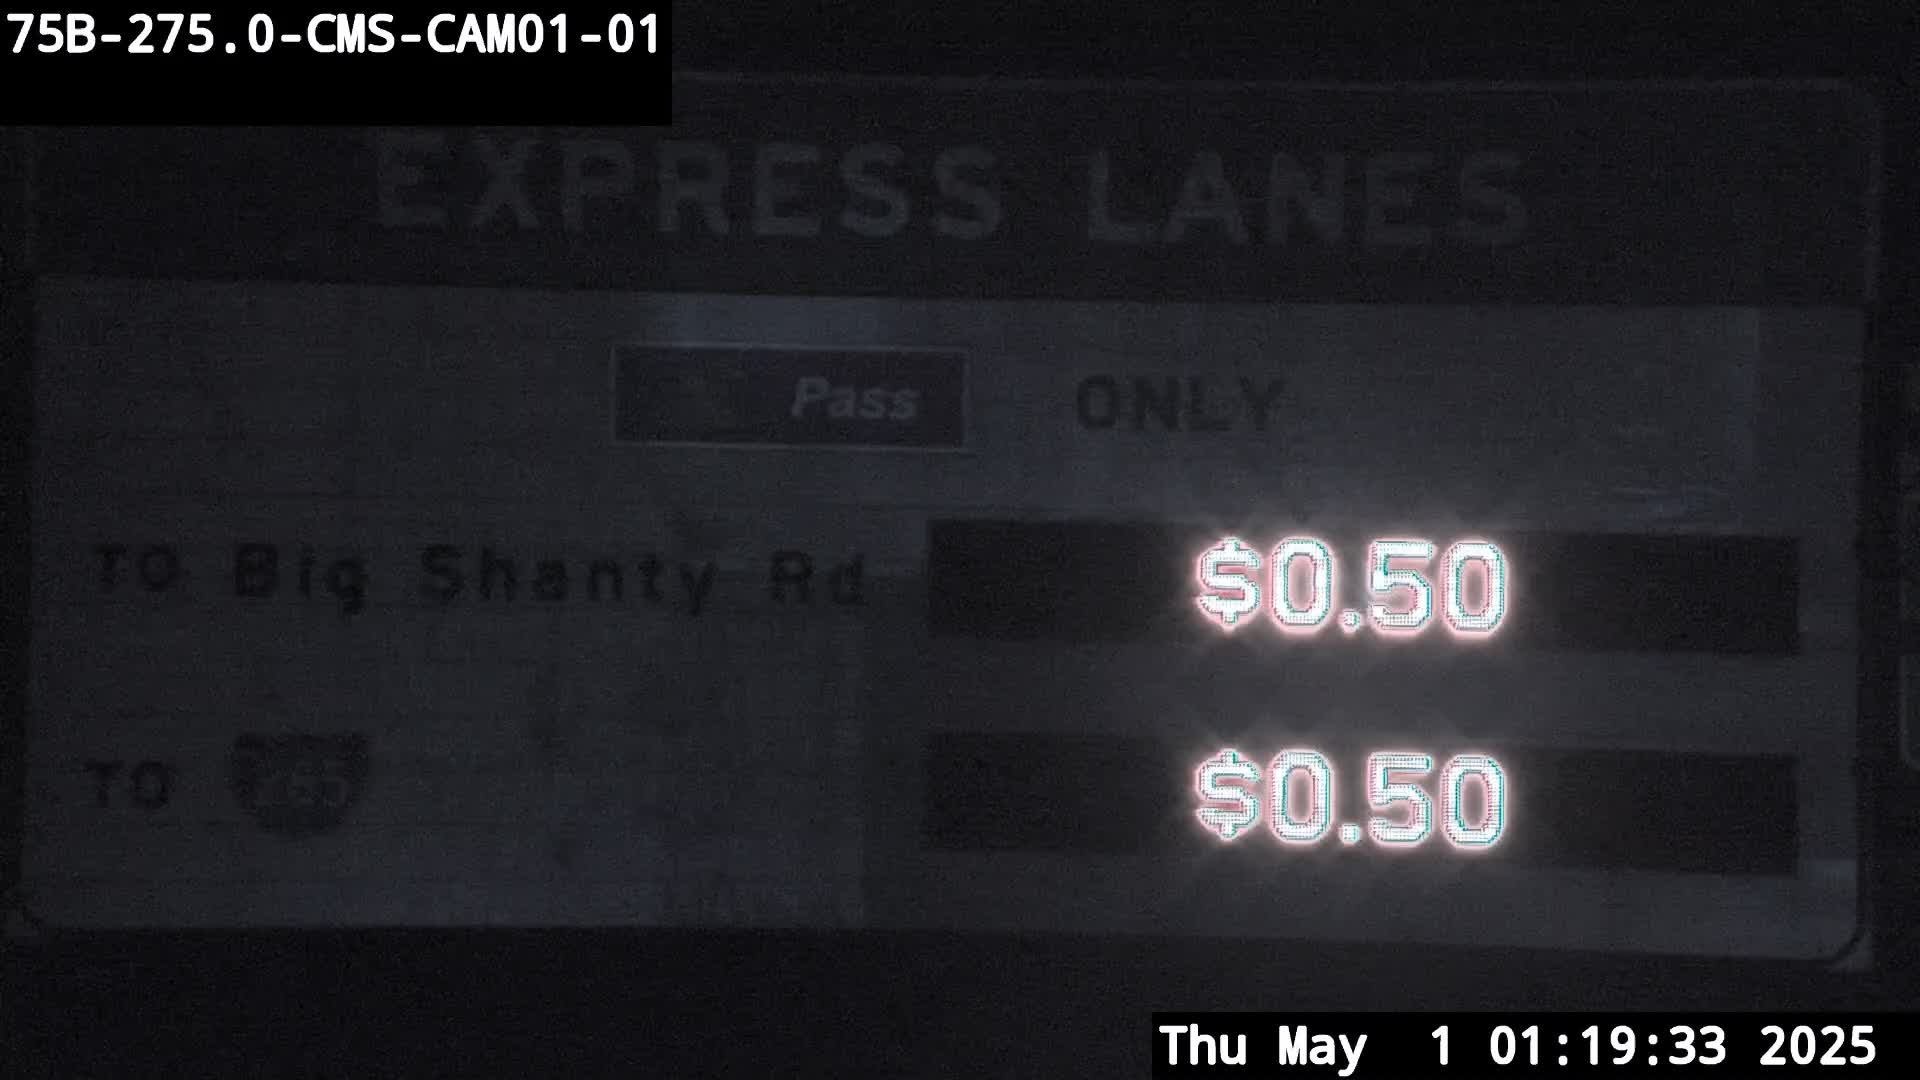 75B-275.0-CMS-CAM01-01
EXPRESS LANES
Pass ONLY
TO Big Shanty Rd $0.50
TO $0.50
Thu May 1 01:19:33 2025